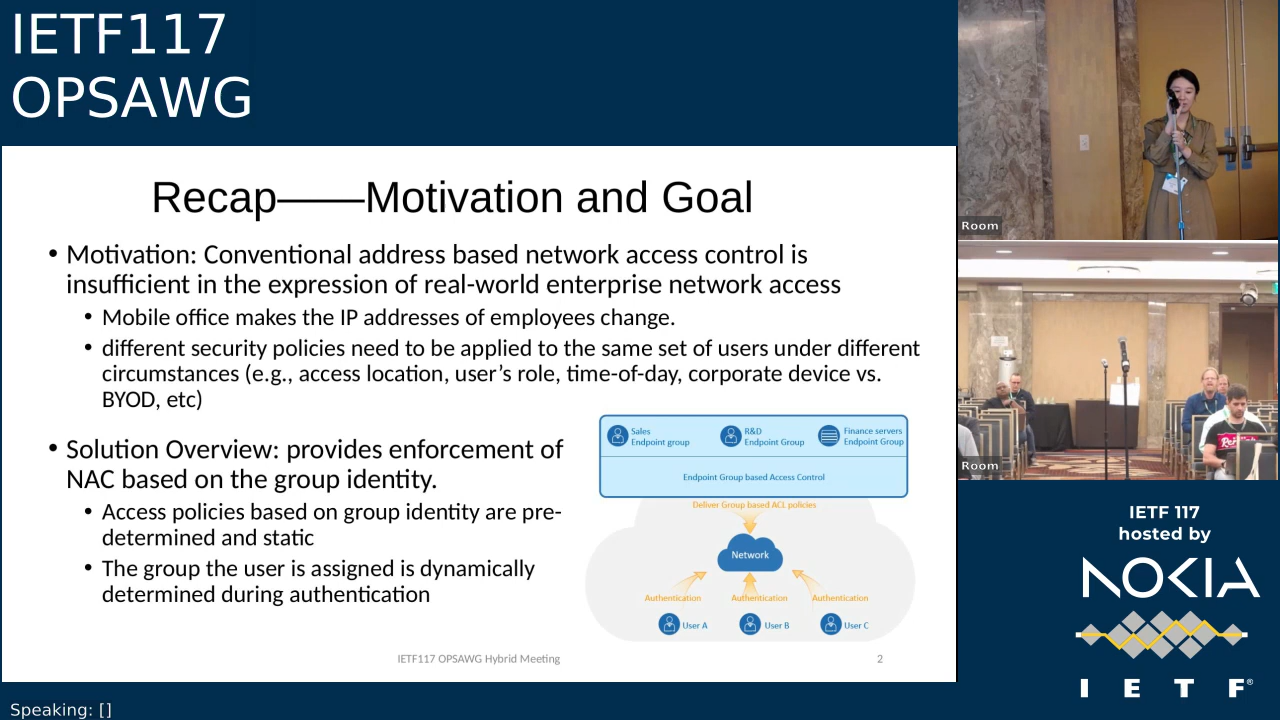 IETF117
OPSAWG
Recap——Motivation and Goal
• Motivation: Conventional address based network access control is
insufficient in the expression of real-world enterprise network access
• Mobile office makes the IP addresses of employees change.
• different security policies need to be applied to the same set of users under different
circumstances (e.g., access location, user’s role, time-of-day, corporate device vs.
BYOD, etc)
• Solution Overview: provides enforcement of
NAC based on the group identity.
• Access policies based on group identity are pre-
determined and static
• The group the user is assigned is dynamically
determined during authentication
Sales
Endpoint group
R&D
Endpoint Group
Finance servers
Endpoint Group
Endpoint Group based Access Control
Deliver Group based ACL policies
Network
Authentication
Authentication
Authentication
User A
User B
User C
IETF117 OPSAWG Hybrid Meeting
2
Room
Room
IETF 117
hosted by
NOKIA
I E T F®
Speaking: []